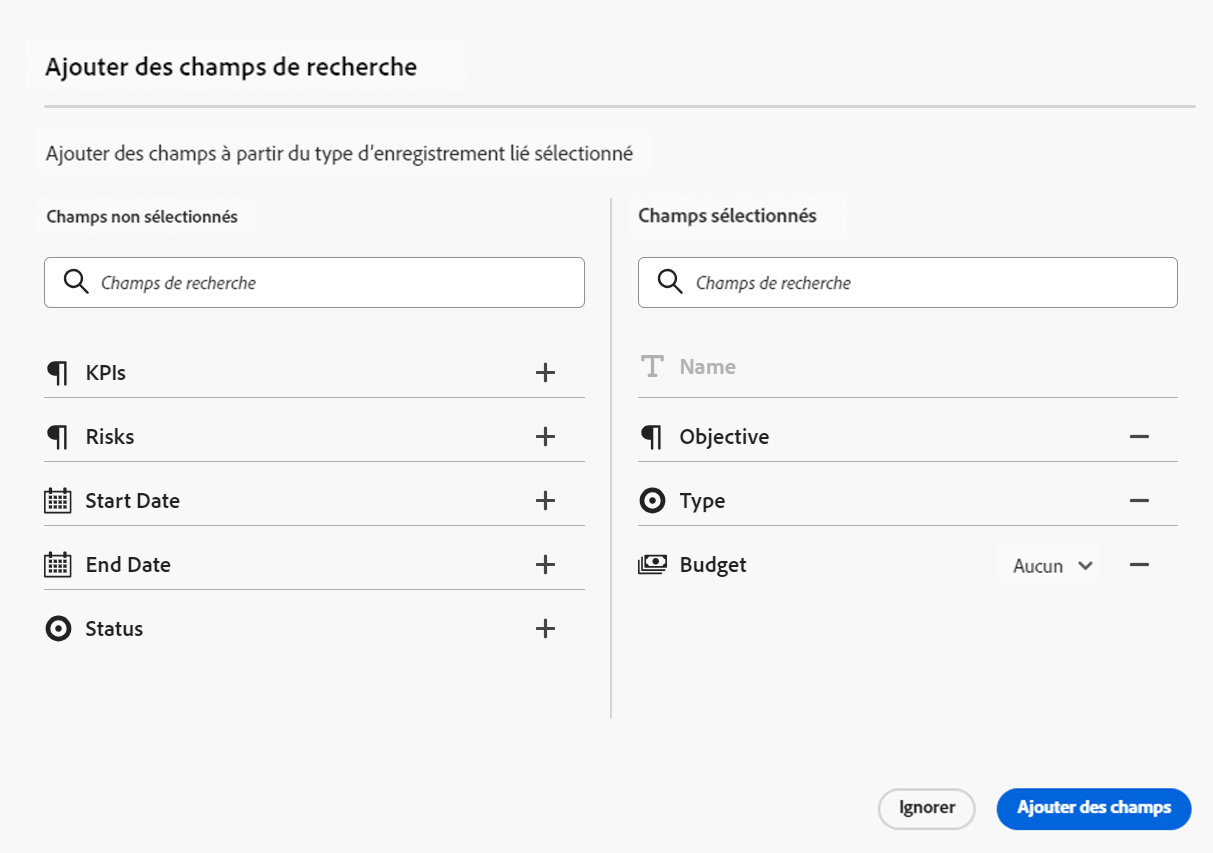 Ajouter des champs de recherche
Ajouter des champs à partir du type d’enregistrement lié sélectionné
Champs non sélectionnés
Champs de recherche
KPIs
Risks
Start Date
End Date
Status
Champs sélectionnés
Champs de recherche
Name
Objective
Type
Budget Aucun
Ignorer Ajouter des champs